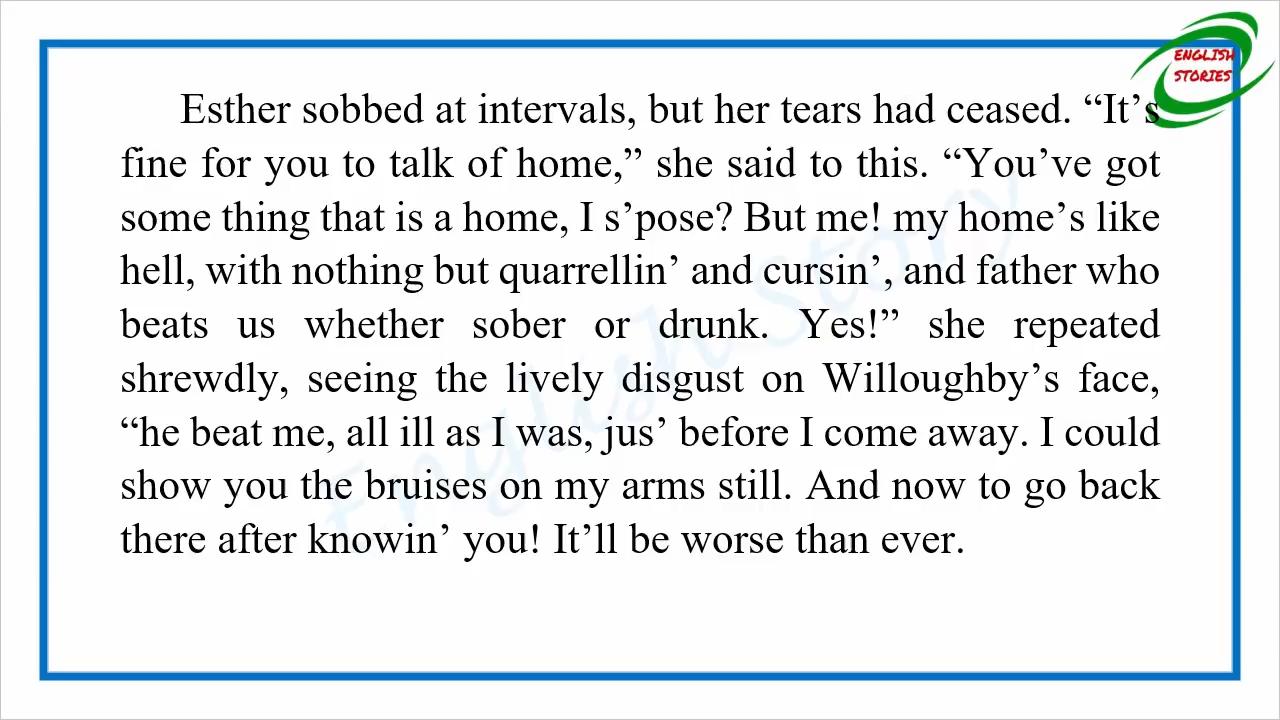 ENGLISH
STORIES
Esther sobbed at intervals, but her tears had ceased. “It’s
fine for you to talk of home,” she said to this. “You’ve got
some thing that is a home, I s’pose? But me! my home’s like
hell, with nothing but quarrellin’ and cursin’, and father who
beats us whether sober or drunk. Yes!” she repeated
shrewdly, seeing the lively disgust on Willoughby’s face,
“he beat me, all ill as I was, jus’ before I come away. I could
show you the bruises on my arms still. And now to go back
there after knowin’ you! It’ll be worse than ever.
English Story